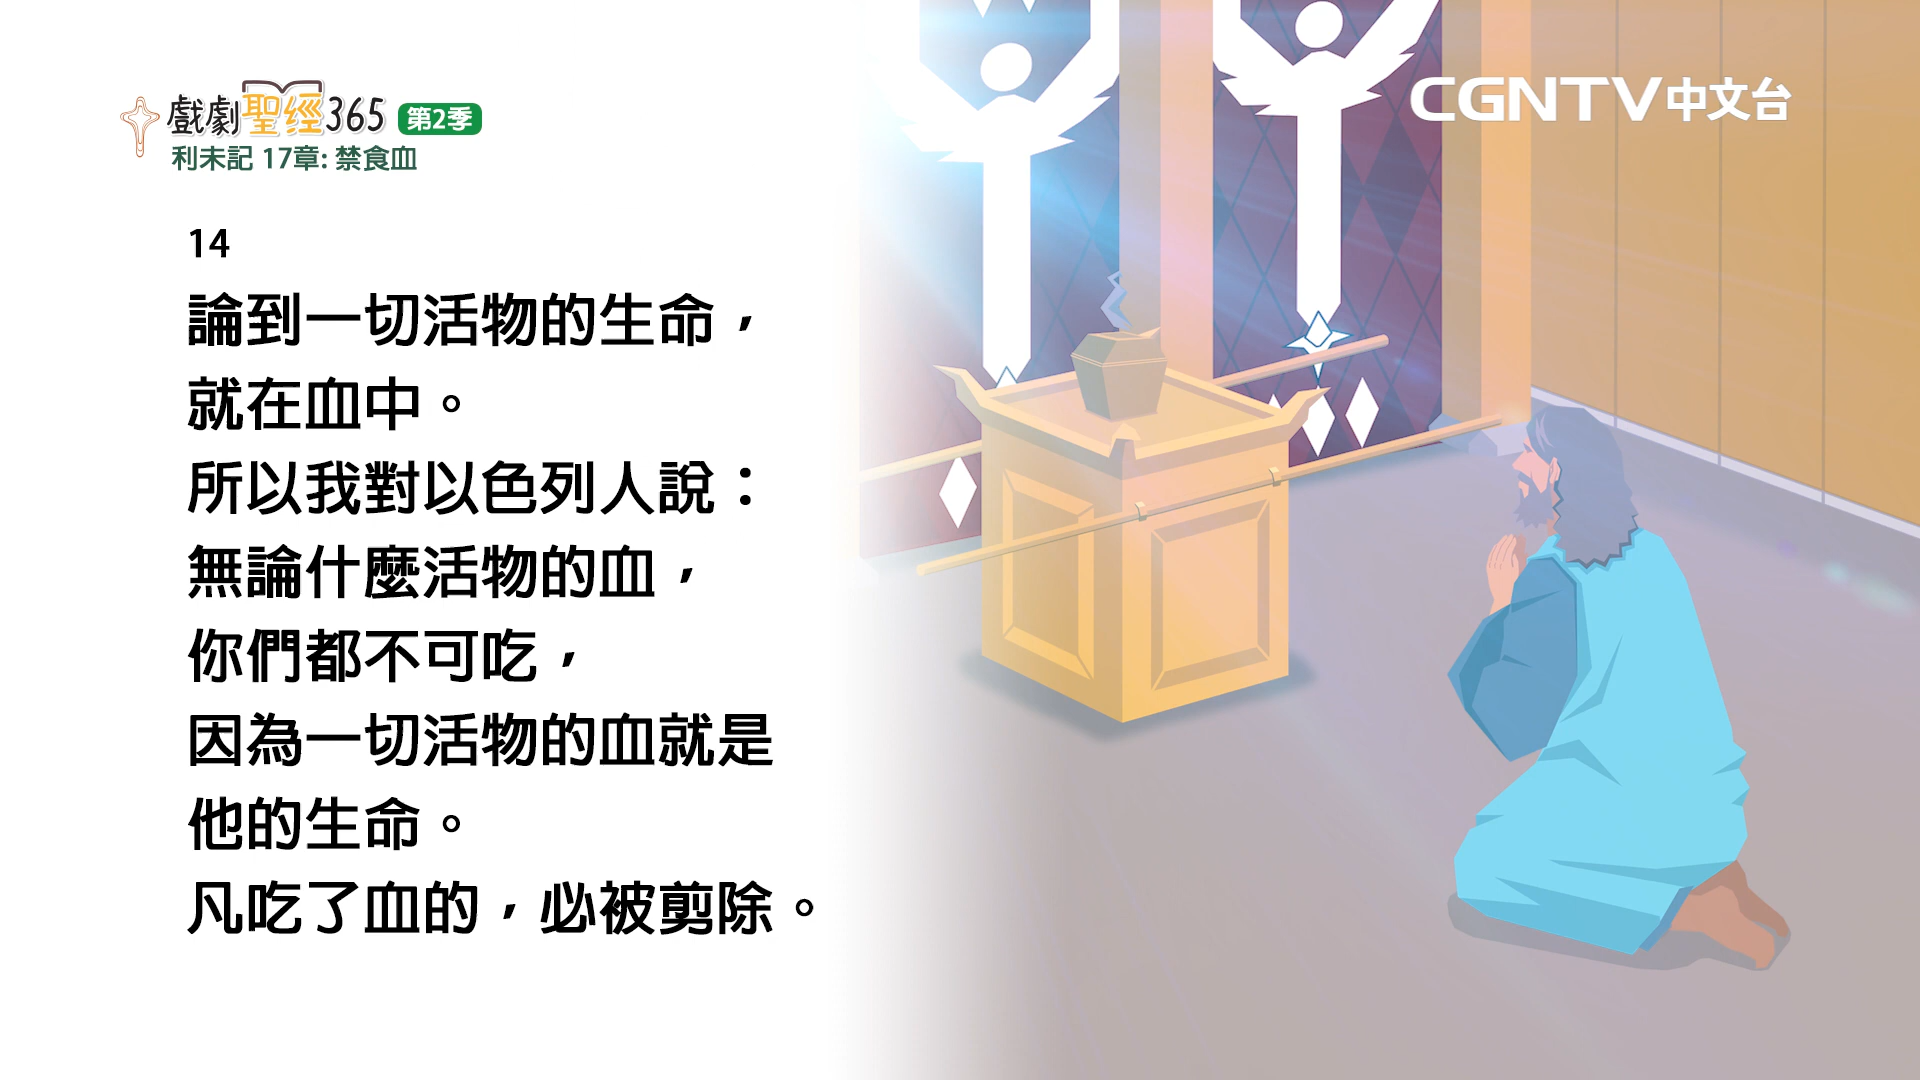 戲劇聖經365 第2季
利未記 17章: 禁食血
CGNTV中文台
14
論到一切活物的生命，
就在血中。
所以我對以色列人說：
無論什麼活物的血，
你們都不可吃，
因為一切活物的血就是
他的生命。
凡吃了血的，必被剪除。